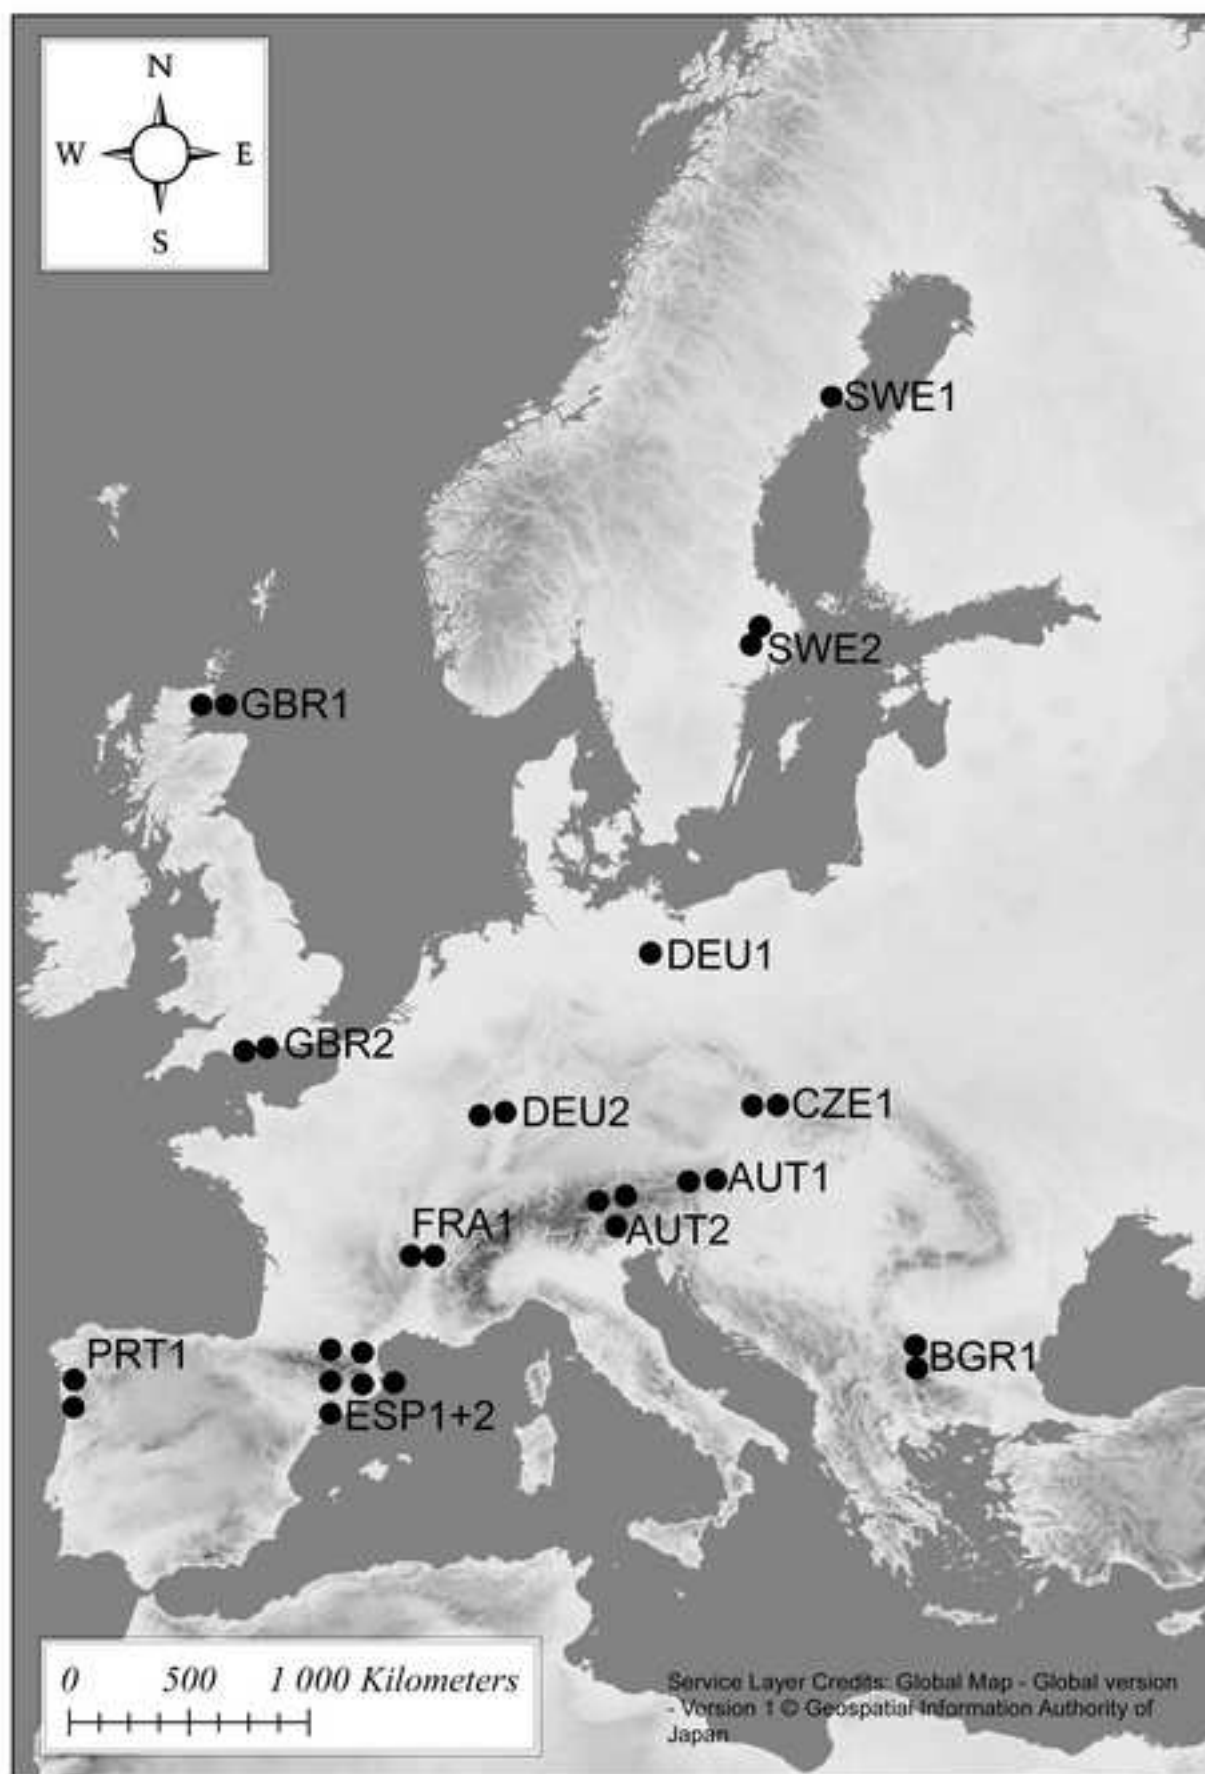 N
W E
S
SWE1
SWE2
GBR1
DEU1
GBR2
DEU2
CZE1
AUT1
FRA1
AUT2
PRT1
BGR1
ESP1+2
0 500 1 000 Kilometers
Service Layer Credits: Global Map - Global version
- Version 1 © Geospatial Information Authority of
Japan